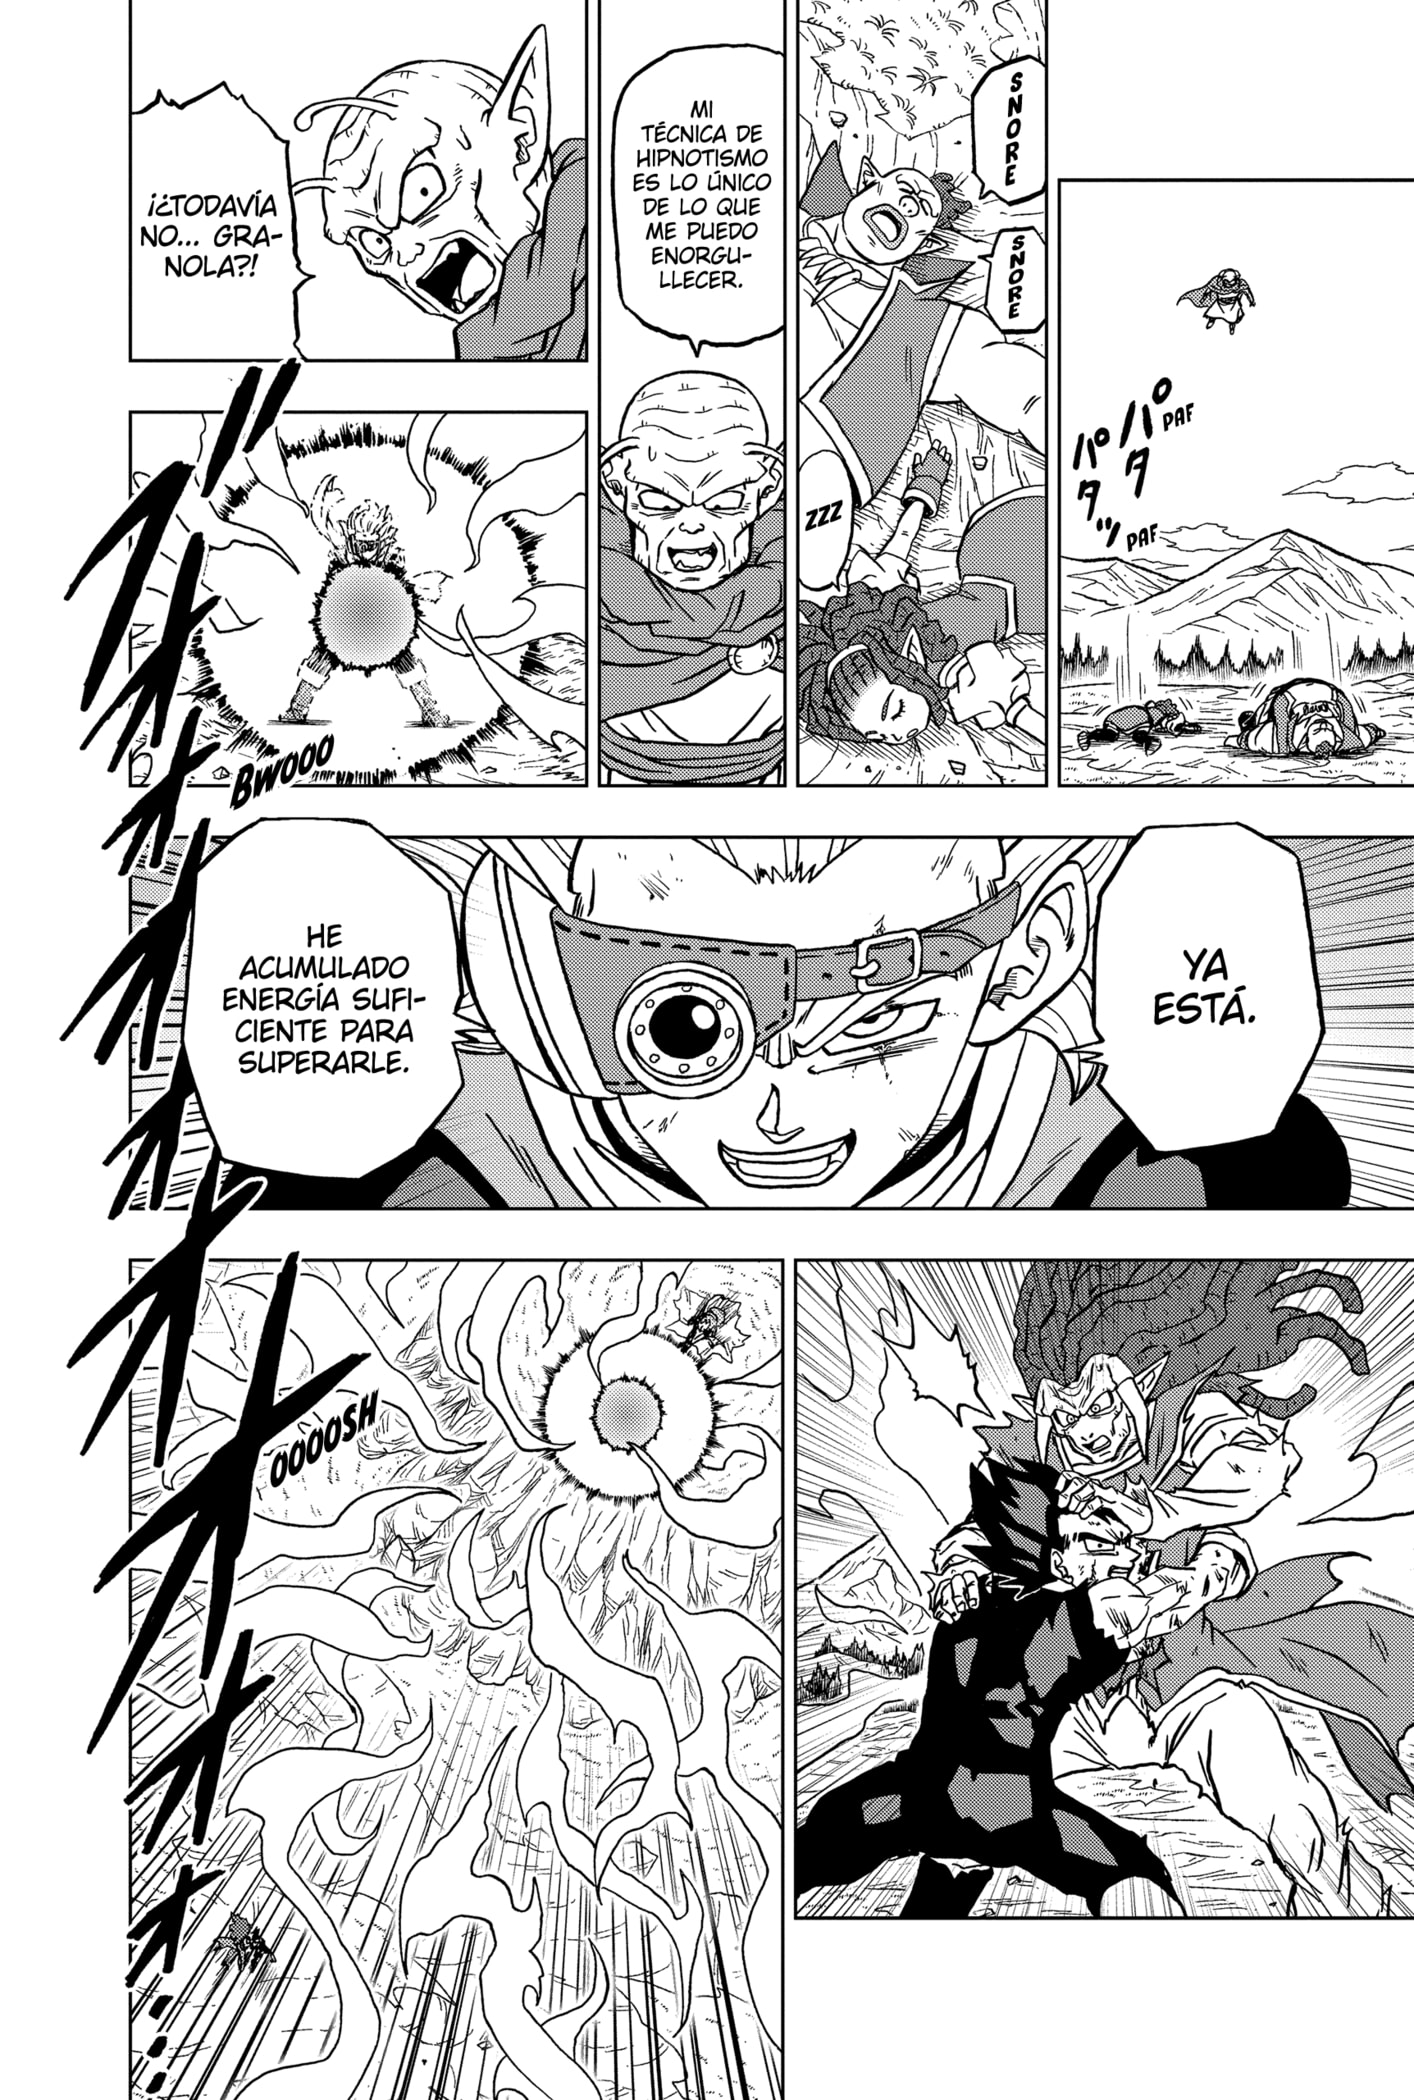 パタ
PAF
パタッ
PAF
SNORE
SNORE
ZZZ
MI
TÉCNICA DE
HIPNOTISMO
ES LO ÚNICO
DE LO QUE
ME PUEDO
ENORGU-
LLECER.
¡¿TODAVÍA
NO... GRA-
NOLA?!
BWOOO
YA
ESTÁ.
HE
ACUMULADO
ENERGÍA SUFI-
CIENTE PARA
SUPERARLE.
OOOOSH